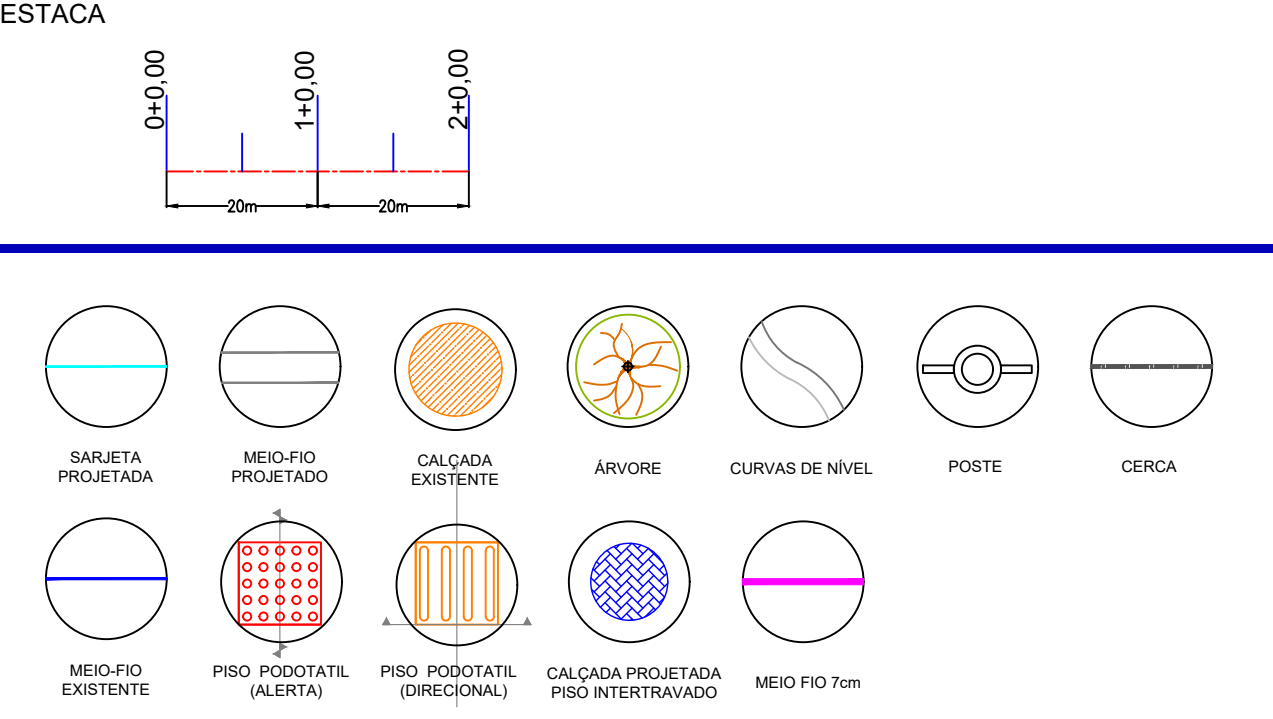 ESTACA
0+0,00
1+0,00
2+0,00
20m
20m
SARJETA
PROJETADA
MEIO-FIO
PROJETADO
CALÇADA
EXISTENTE
ÁRVORE
CURVAS DE NÍVEL
POSTE
CERCA
MEIO-FIO
EXISTENTE
PISO PODOTATIL
(ALERTA)
PISO PODOTATIL
(DIRECIONAL)
CALÇADA PROJETADA
PISO INTERTRAVADO
MEIO FIO 7cm